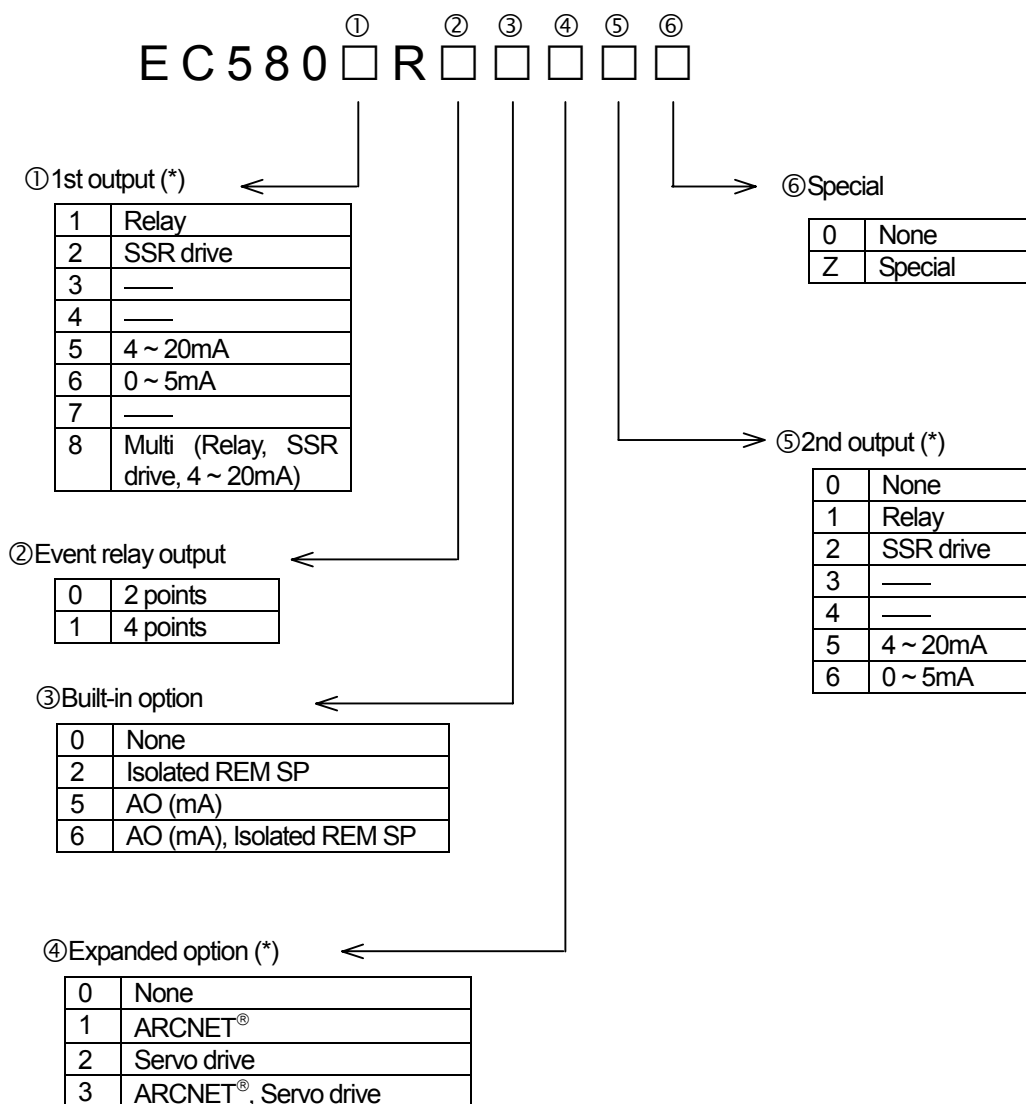 ① ② ③ ④ ⑤ ⑥
EC580□R□□□□□
①1st output (*)
1 Relay
2 SSR drive
3 ——
4 ——
5 4 ~ 20mA
6 0 ~ 5mA
7 ——
8 Multi (Relay, SSR
drive, 4 ~ 20mA)
②Event relay output
0 2 points
1 4 points
③Built-in option
0 None
2 Isolated REM SP
5 AO (mA)
6 AO (mA), Isolated REM SP
④Expanded option (*)
0 None
1 ARCNET®
2 Servo drive
3 ARCNET®, Servo drive
⑥Special
0 None
Z Special
⑤2nd output (*)
0 None
1 Relay
2 SSR drive
3 ——
4 ——
5 4 ~ 20mA
6 0 ~ 5mA